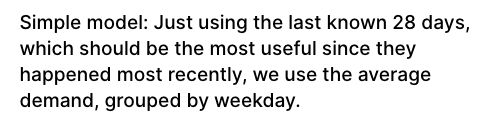 Simple model: Just using the last known 28 days,
which should be the most useful since they
happened most recently, we use the average
demand, grouped by weekday.